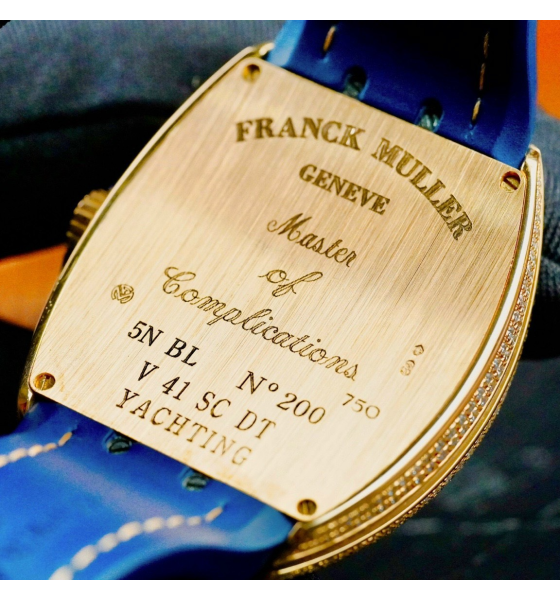 FRANCK MULLER
GENEVE
Master
of
Complications
5N BL N° 200 750
V 41 SC DT
YACHTING